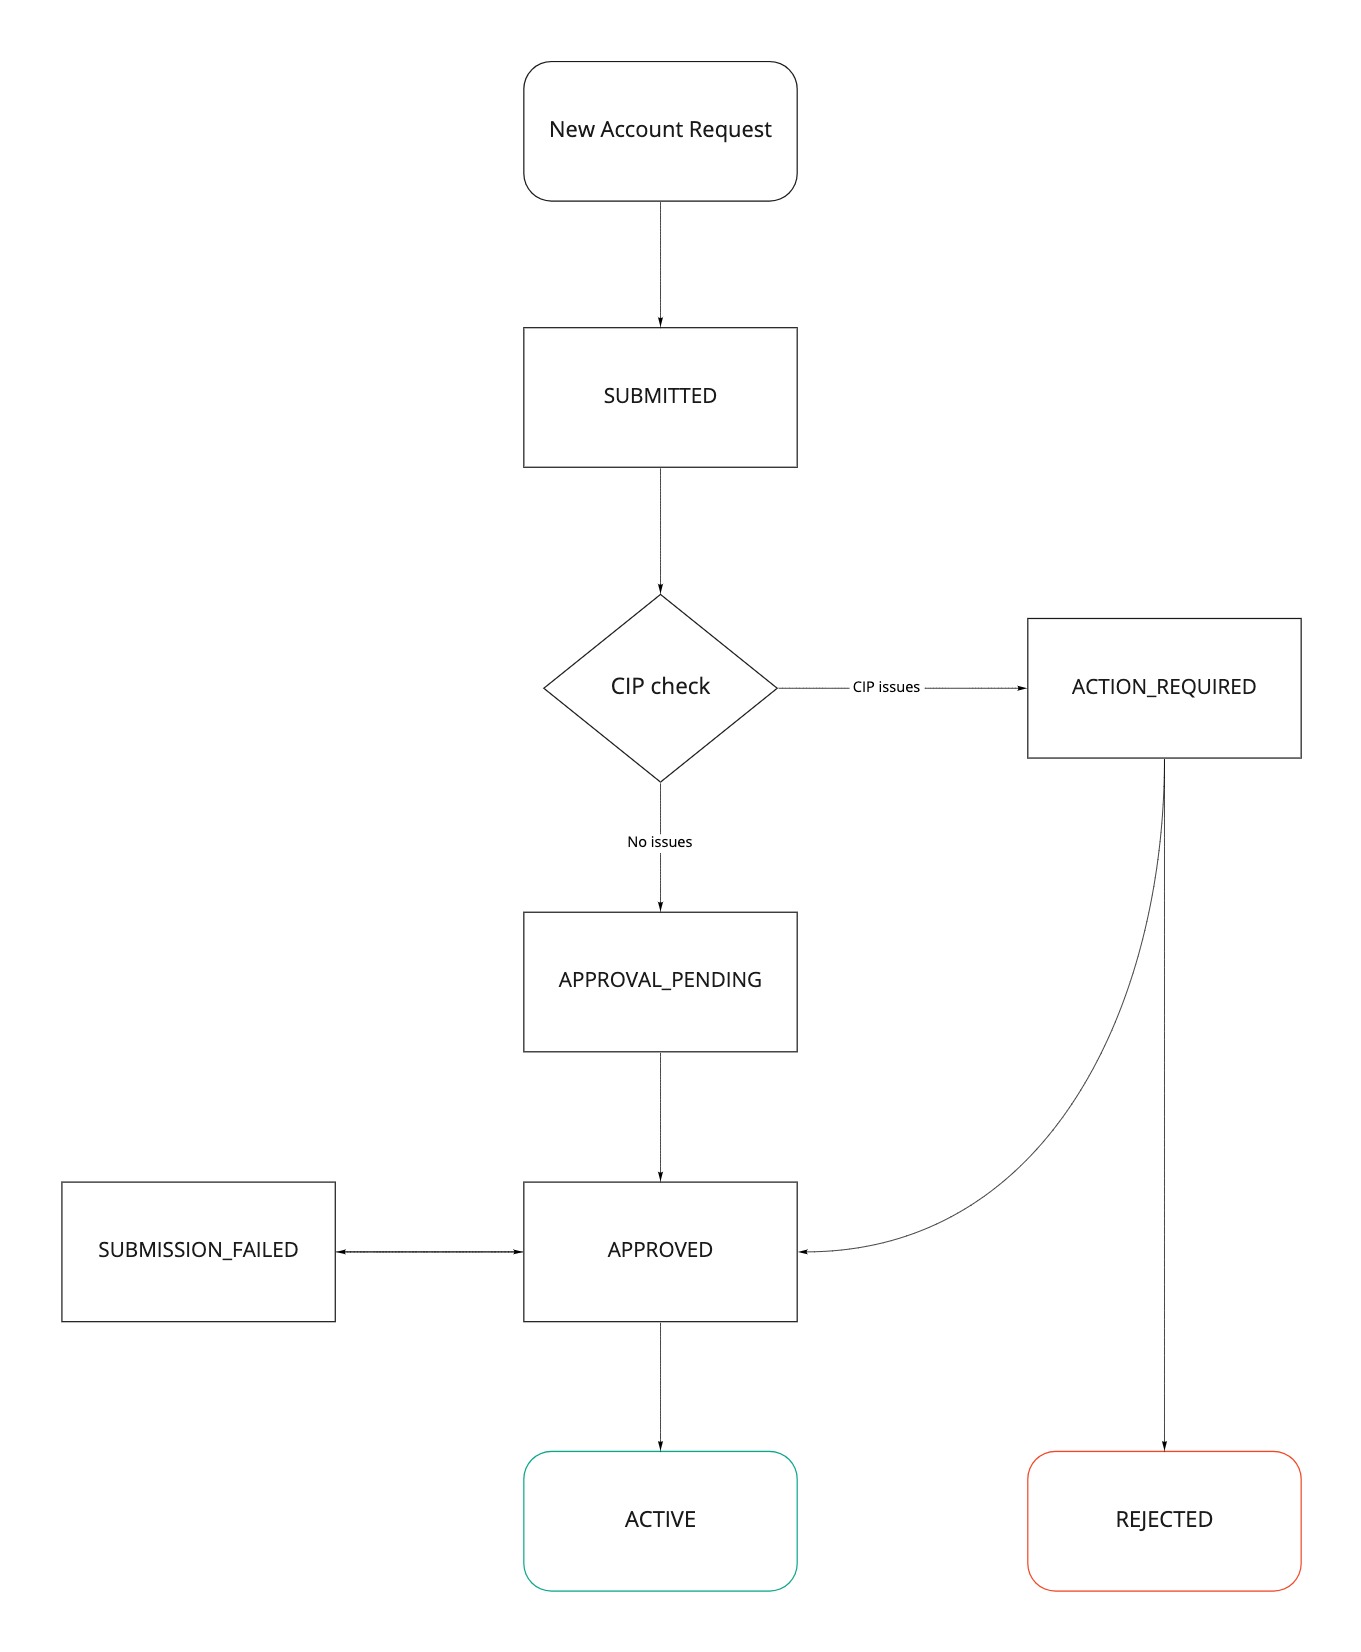 New Account Request
SUBMITTED
CIP check
CIP issues
ACTION_REQUIRED
No issues
APPROVAL_PENDING
SUBMISSION_FAILED
APPROVED
ACTIVE
REJECTED